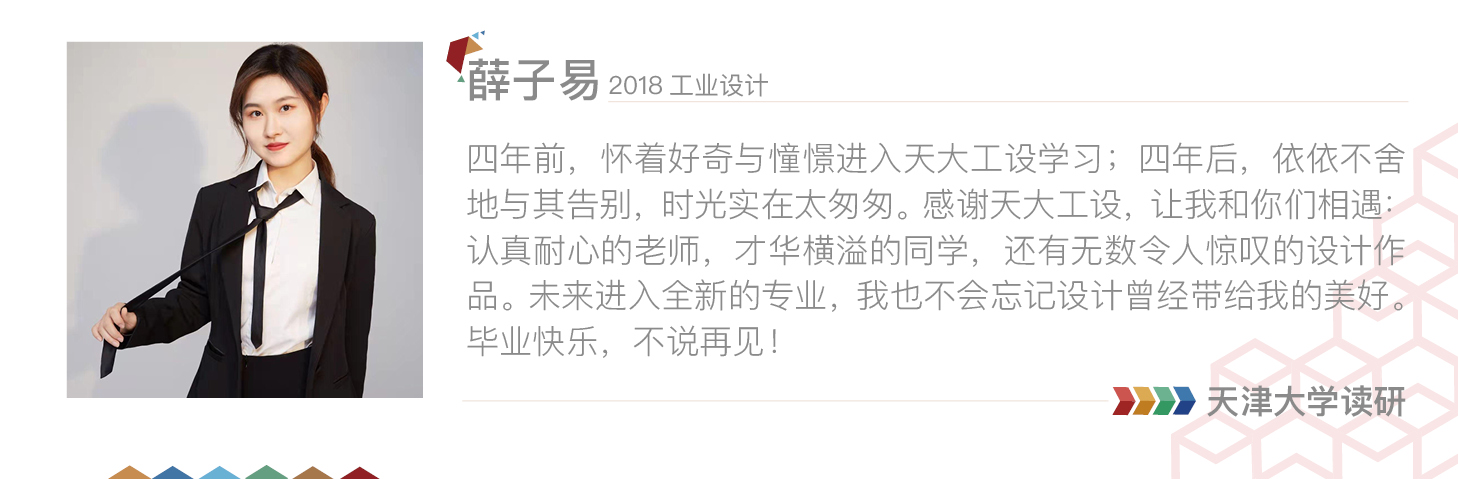 薛子易 2018 工业设计
四年前，怀着好奇与憧憬进入天大工设学习；四年后，依依不舍
地与其告别，时光实在太匆匆。感谢天大工设，让我和你们相遇：
认真耐心的老师，才华横溢的同学，还有无数令人惊叹的设计作
品。未来进入全新的专业，我也不会忘记设计曾经带给我的美好。
毕业快乐，不说再见！
天津大学读研